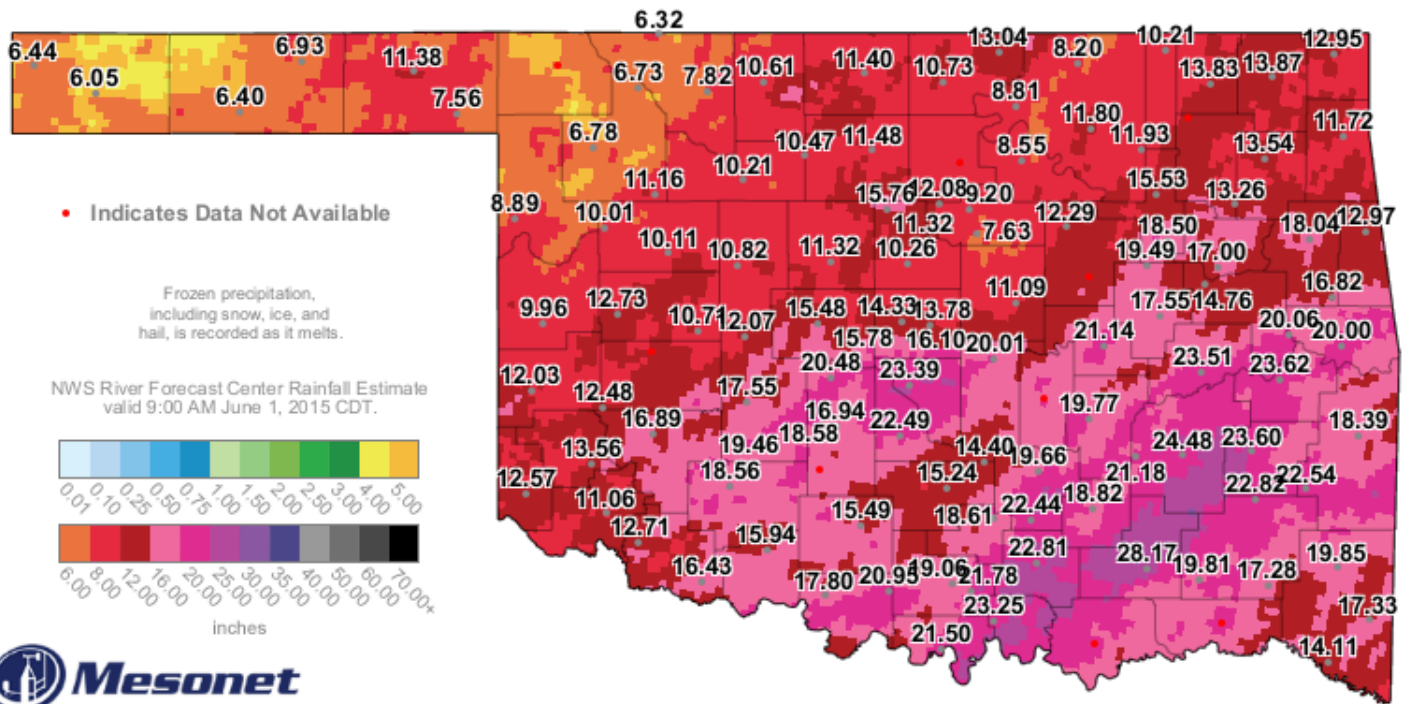 6.32
6.44 6.05 6.93 6.40 11.38 7.56 6.73 7.82 10.61 11.40 10.73 13.04 8.20 10.21 12.95
13.83 13.87 8.81 11.80 11.93 11.72
6.78 10.47 11.48 8.55 13.54
10.21 11.16 15.76 12.08 9.20 15.53 13.26
8.89 10.01 11.32 7.63 12.29 18.50 18.04 12.97
10.11 10.82 11.32 10.26 19.49 17.00
• Indicates Data Not Available
Frozen precipitation,
including snow, ice, and
hail, is recorded as it melts.
11.09 16.82
9.96 12.73 10.71 12.07 15.48 14.33 13.78 17.55 14.76
15.78 16.10 20.01 21.14 20.06 20.00
20.48 23.39 23.51 23.62
12.03 12.48 17.55
16.89 16.94 22.49 19.77 18.39
13.56 19.46 18.58 14.40 19.66 24.48 23.60
12.57 18.56 15.24 21.18 22.82 22.54
11.06 15.49 18.61 22.44 18.82
12.71 15.94 22.81 28.17 19.81 19.85
16.43 17.80 20.95 19.06 21.78 17.28
23.25 17.33
21.50 14.11
NWS River Forecast Center Rainfall Estimate
valid 9:00 AM June 1, 2015 CDT.
0.01 0.10 0.25 0.50 0.75 1.00 1.50 2.00 2.50 3.00 4.00 5.00
6.00 8.00 12.00 16.00 20.00 25.00 30.00 35.00 40.00 50.00 60.00 70.00+
inches
Mesonet